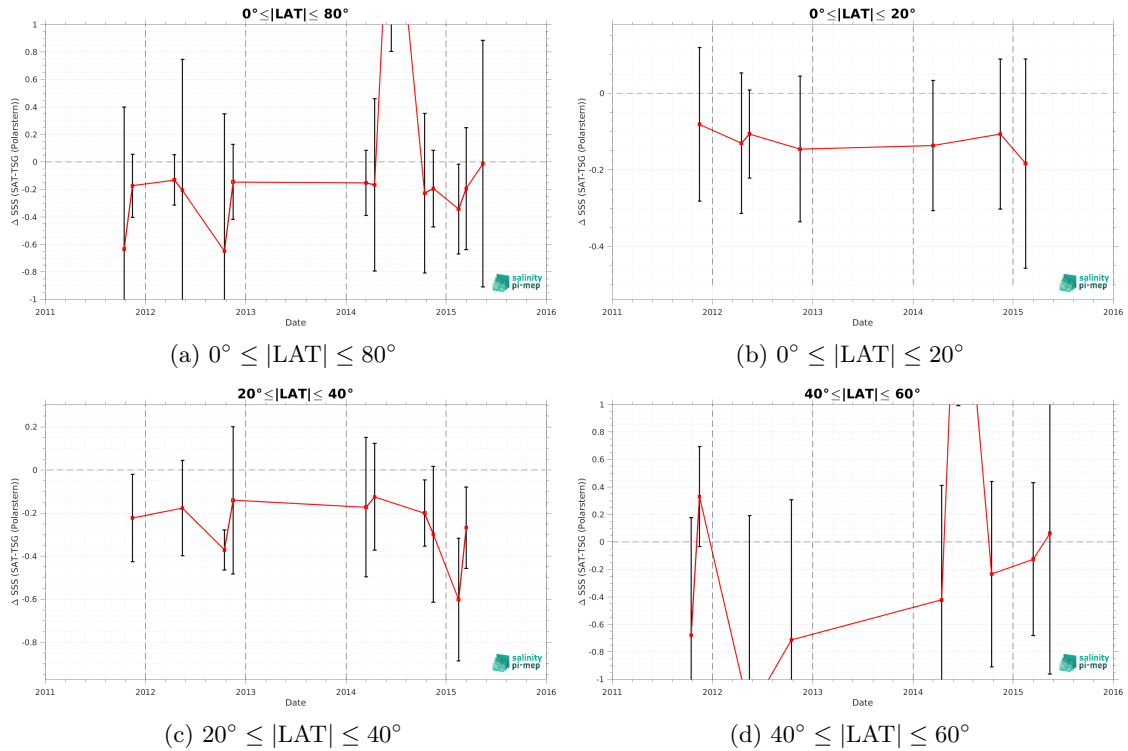 0°≤|LAT|≤ 80°
Δ SSS (SAT-TSG (Polarstern))
1
0.8
0.6
0.4
0.2
0
-0.2
-0.4
-0.6
-0.8
-1
2011 2012 2013 2014 2015 2016
Date
salinity
pi-mep
(a) 0° ≤ |LAT| ≤ 80°
0°≤|LAT|≤ 20°
Δ SSS (SAT-TSG (Polarstern))
0
-0.2
-0.4
2011 2012 2013 2014 2015 2016
Date
salinity
pi-mep
(b) 0° ≤ |LAT| ≤ 20°
20°≤|LAT|≤ 40°
Δ SSS (SAT-TSG (Polarstern))
0.2
0
-0.2
-0.4
-0.6
-0.8
2011 2012 2013 2014 2015 2016
Date
salinity
pi-mep
(c) 20° ≤ |LAT| ≤ 40°
40°≤|LAT|≤ 60°
Δ SSS (SAT-TSG (Polarstern))
1
0.8
0.6
0.4
0.2
0
-0.2
-0.4
-0.6
-0.8
-1
2011 2012 2013 2014 2015 2016
Date
salinity
pi-mep
(d) 40° ≤ |LAT| ≤ 60°